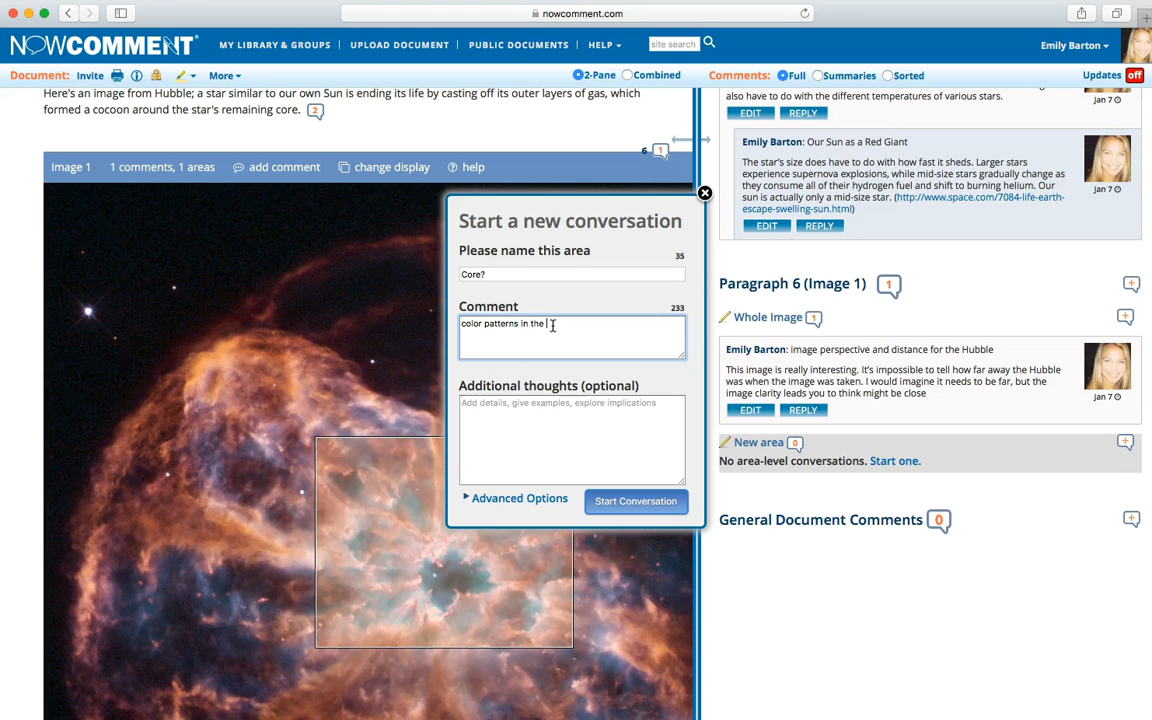 nowcomment.com
NOWCOMMENT®
MY LIBRARY & GROUPS
UPLOAD DOCUMENT
PUBLIC DOCUMENTS
HELP
site search
Emily Barton
Document:
Invite
More
2-Pane
Combined
Comments:
Full
Summaries
Sorted
Updates
off
Here's an image from Hubble; a star similar to our own Sun is ending its life by casting off its outer layers of gas, which
formed a cocoon around the star's remaining core. 2
6 1
Image 1
1 comments, 1 areas
add comment
change display
? help
Start a new conversation
Please name this area
35
Core?
Comment
233
color patterns in the
Additional thoughts (optional)
Add details, give examples, explore implications
Advanced Options
Start Conversation
also have to do with the different temperatures of various stars.
Jan 7
EDIT REPLY
Emily Barton: Our Sun as a Red Giant
The star's size does have to do with how fast it sheds. Larger stars
experience supernova explosions, while mid-size stars gradually change as
they consume all of their hydrogen fuel and shift to burning helium. Our
sun is actually only a mid-size star. (http://www.space.com/7084-life-earth-
escape-swelling-sun.html)
Jan 7
EDIT REPLY
Paragraph 6 (Image 1) 1
Whole Image 1
Emily Barton: image perspective and distance for the Hubble
This image is really interesting. It's impossible to tell how far away the Hubble
was when the image was taken. I would imagine it needs to be far, but the
image clarity leads you to think might be close
Jan 7
EDIT REPLY
New area 0
No area-level conversations. Start one.
General Document Comments 0